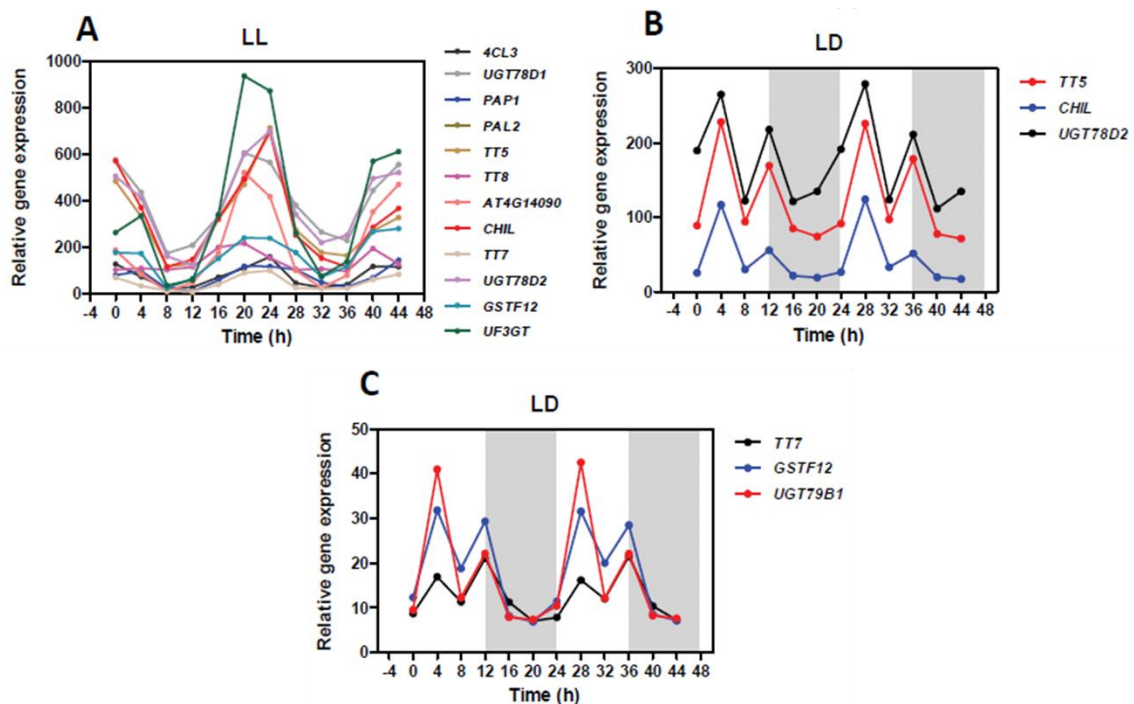 A
LL
Relative gene expression
1000
800
600
400
200
0
-4 0 4 8 12 16 20 24 28 32 36 40 44 48
Time (h)
4CL3
UGT78D1
PAP1
PAL2
TT5
TT8
AT4G14090
CHIL
TT7
UGT78D2
GSTF12
UF3GT
B
LD
Relative gene expression
300
200
100
0
-4 0 4 8 12 16 20 24 28 32 36 40 44 48
Time (h)
TT5
CHIL
UGT78D2
C
LD
Relative gene expression
50
40
30
20
10
0
-4 0 4 8 12 16 20 24 28 32 36 40 44 48
Time (h)
TT7
GSTF12
UGT79B1